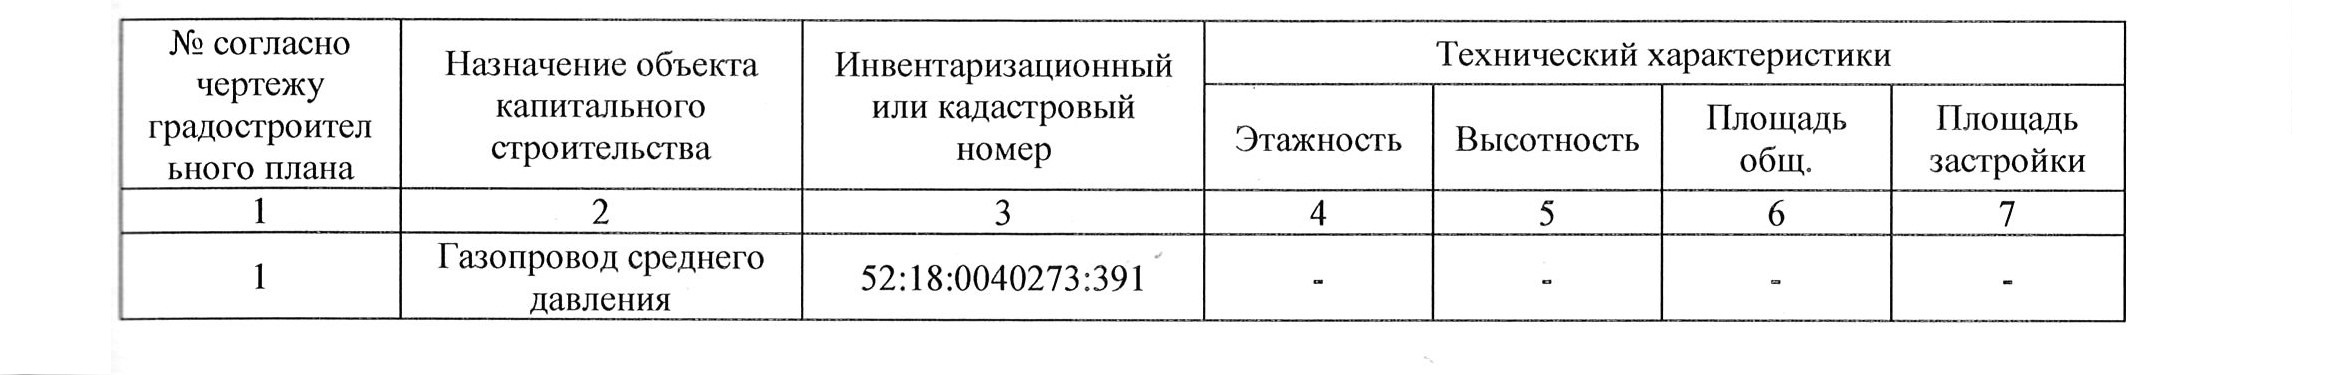 № согласно
чертежу
градостроител
ьного плана
Назначение объекта
капитального
строительства
Инвентаризационный
или кадастровый
номер
Технический характеристики
Этажность
Высотность
Площадь
общ.
Площадь
застройки
1
2
3
4
5
6
7
1
Газопровод среднего
давления
52:18:0040273:391
-
-
-
-